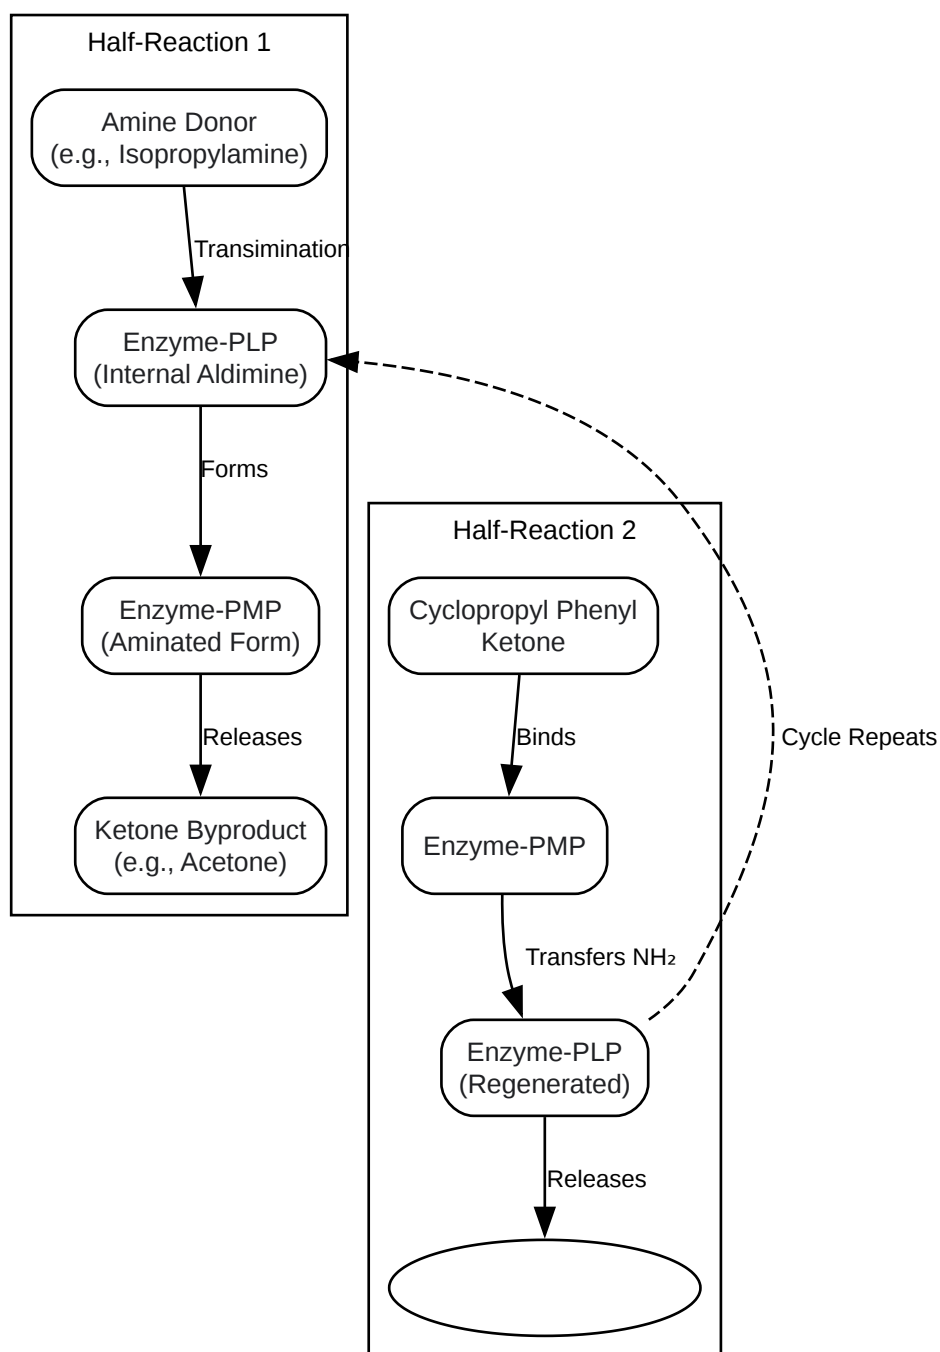 Half-Reaction 1
Amine Donor
(e.g., Isopropylamine)
Transimination
Enzyme-PLP
(Internal Aldimine)
Forms
Enzyme-PMP
(Aminated Form)
Releases
Ketone Byproduct
(e.g., Acetone)
Half-Reaction 2
Cyclopropyl Phenyl
Ketone
Binds
Enzyme-PMP
Transfers NH₂
Enzyme-PLP
(Regenerated)
Releases
Cycle Repeats